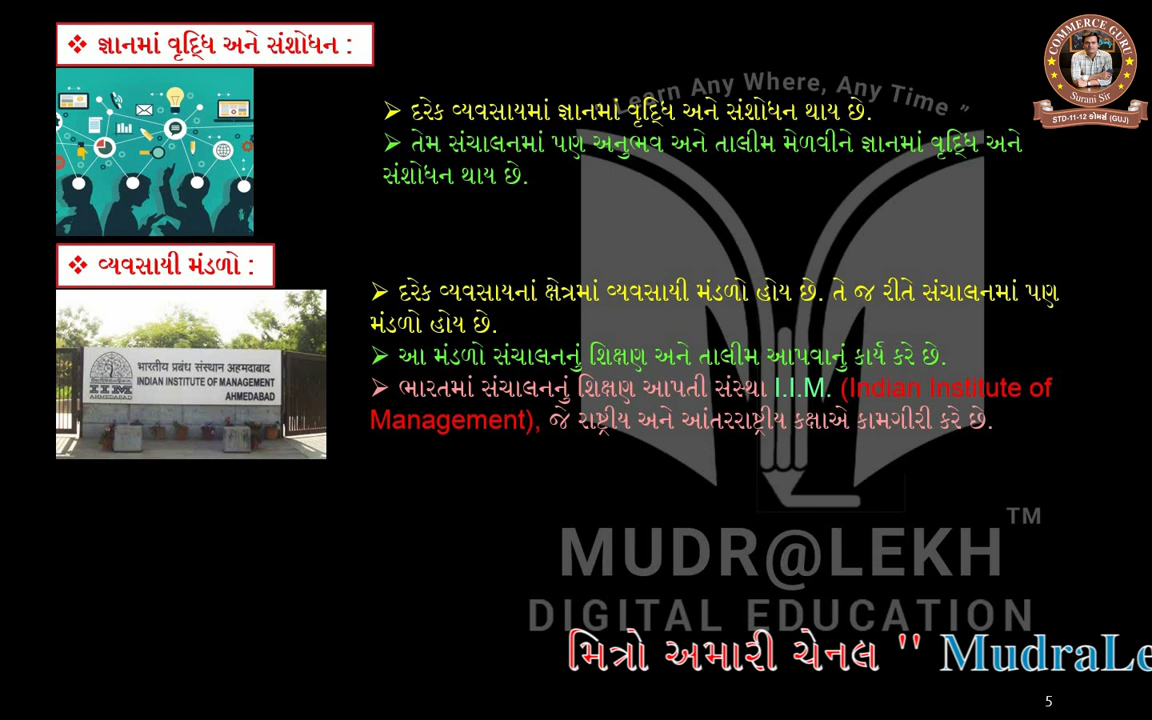 ❖ જ્ઞાનમાં વૃદ્ધિ અને સંશોધન :
COMMERCE GURU
Surani Sir
STD-11-12 કોમર્સ (GUJ)
Learn Any Where, Any Time ”
➢ દરેક વ્યવસાયમાં જ્ઞાનમાં વૃદ્ધિ અને સંશોધન થાય છે.
➢ તેમ સંચાલનમાં પણ અનુભવ અને તાલીમ મેળવીને જ્ઞાનમાં વૃદ્ધિ અને
સંશોધન થાય છે.
❖ વ્યવસાયી મંડળો :
➢ દરેક વ્યવસાયનાં ક્ષેત્રમાં વ્યવસાયી મંડળો હોય છે. તે જ રીતે સંચાલનમાં પણ
મંડળો હોય છે.
➢ આ મંડળો સંચાલનનું શિક્ષણ અને તાલીમ આપવાનું કાર્ય કરે છે.
➢ ભારતમાં સંચાલનનું શિક્ષણ આપતી સંસ્થા I.I.M. (Indian Institute of
Management), જે રાષ્ટ્રીય અને આંતરરાષ્ટ્રીય કક્ષાએ કામગીરી કરે છે.
भारतीय प्रबंध संस्थान अहमदाबाद
INDIAN INSTITUTE OF MANAGEMENT
AHMEDABAD
IIM
AHMEDABAD
MUDR@LEKH TM
DIGITAL EDUCATION
મિત્રો અમારી ચેનલ " MudraLe
5